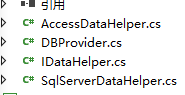 引用
AccessDataHelper.cs
DBProvider.cs
IDataHelper.cs
SqlServerDataHelper.cs